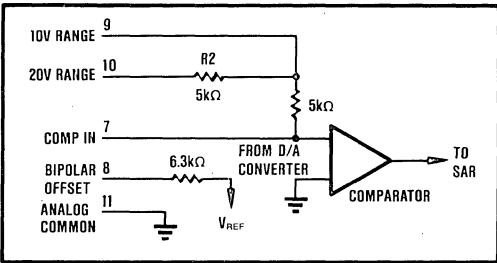 10V RANGE 9
20V RANGE 10
R2
5kΩ
5kΩ
COMP IN 7
FROM D/A
CONVERTER
BIPOLAR
OFFSET 8
6.3kΩ
VREF
ANALOG
COMMON 11
COMPARATOR
TO
SAR